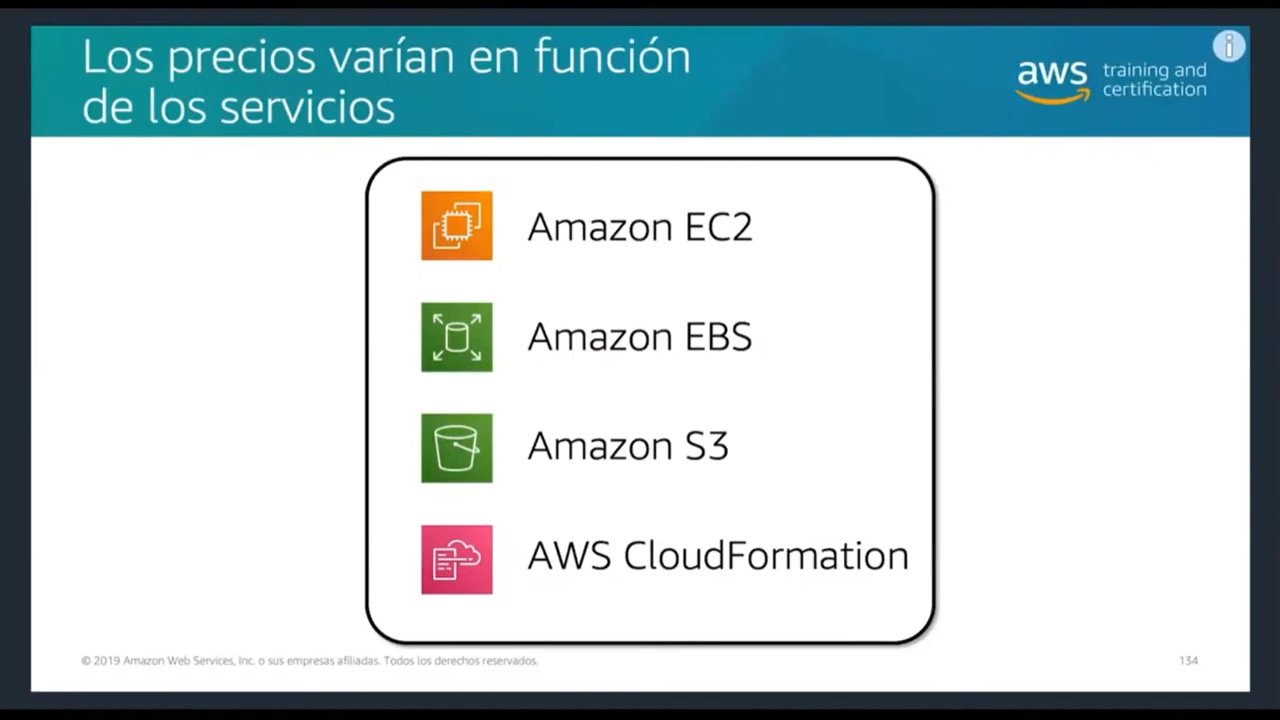 Los precios varían en función
de los servicios
aws training and
certification
i
Amazon EC2
Amazon EBS
Amazon S3
AWS CloudFormation
© 2019 Amazon Web Services, Inc. o sus empresas afiliadas. Todos los derechos reservados.
134